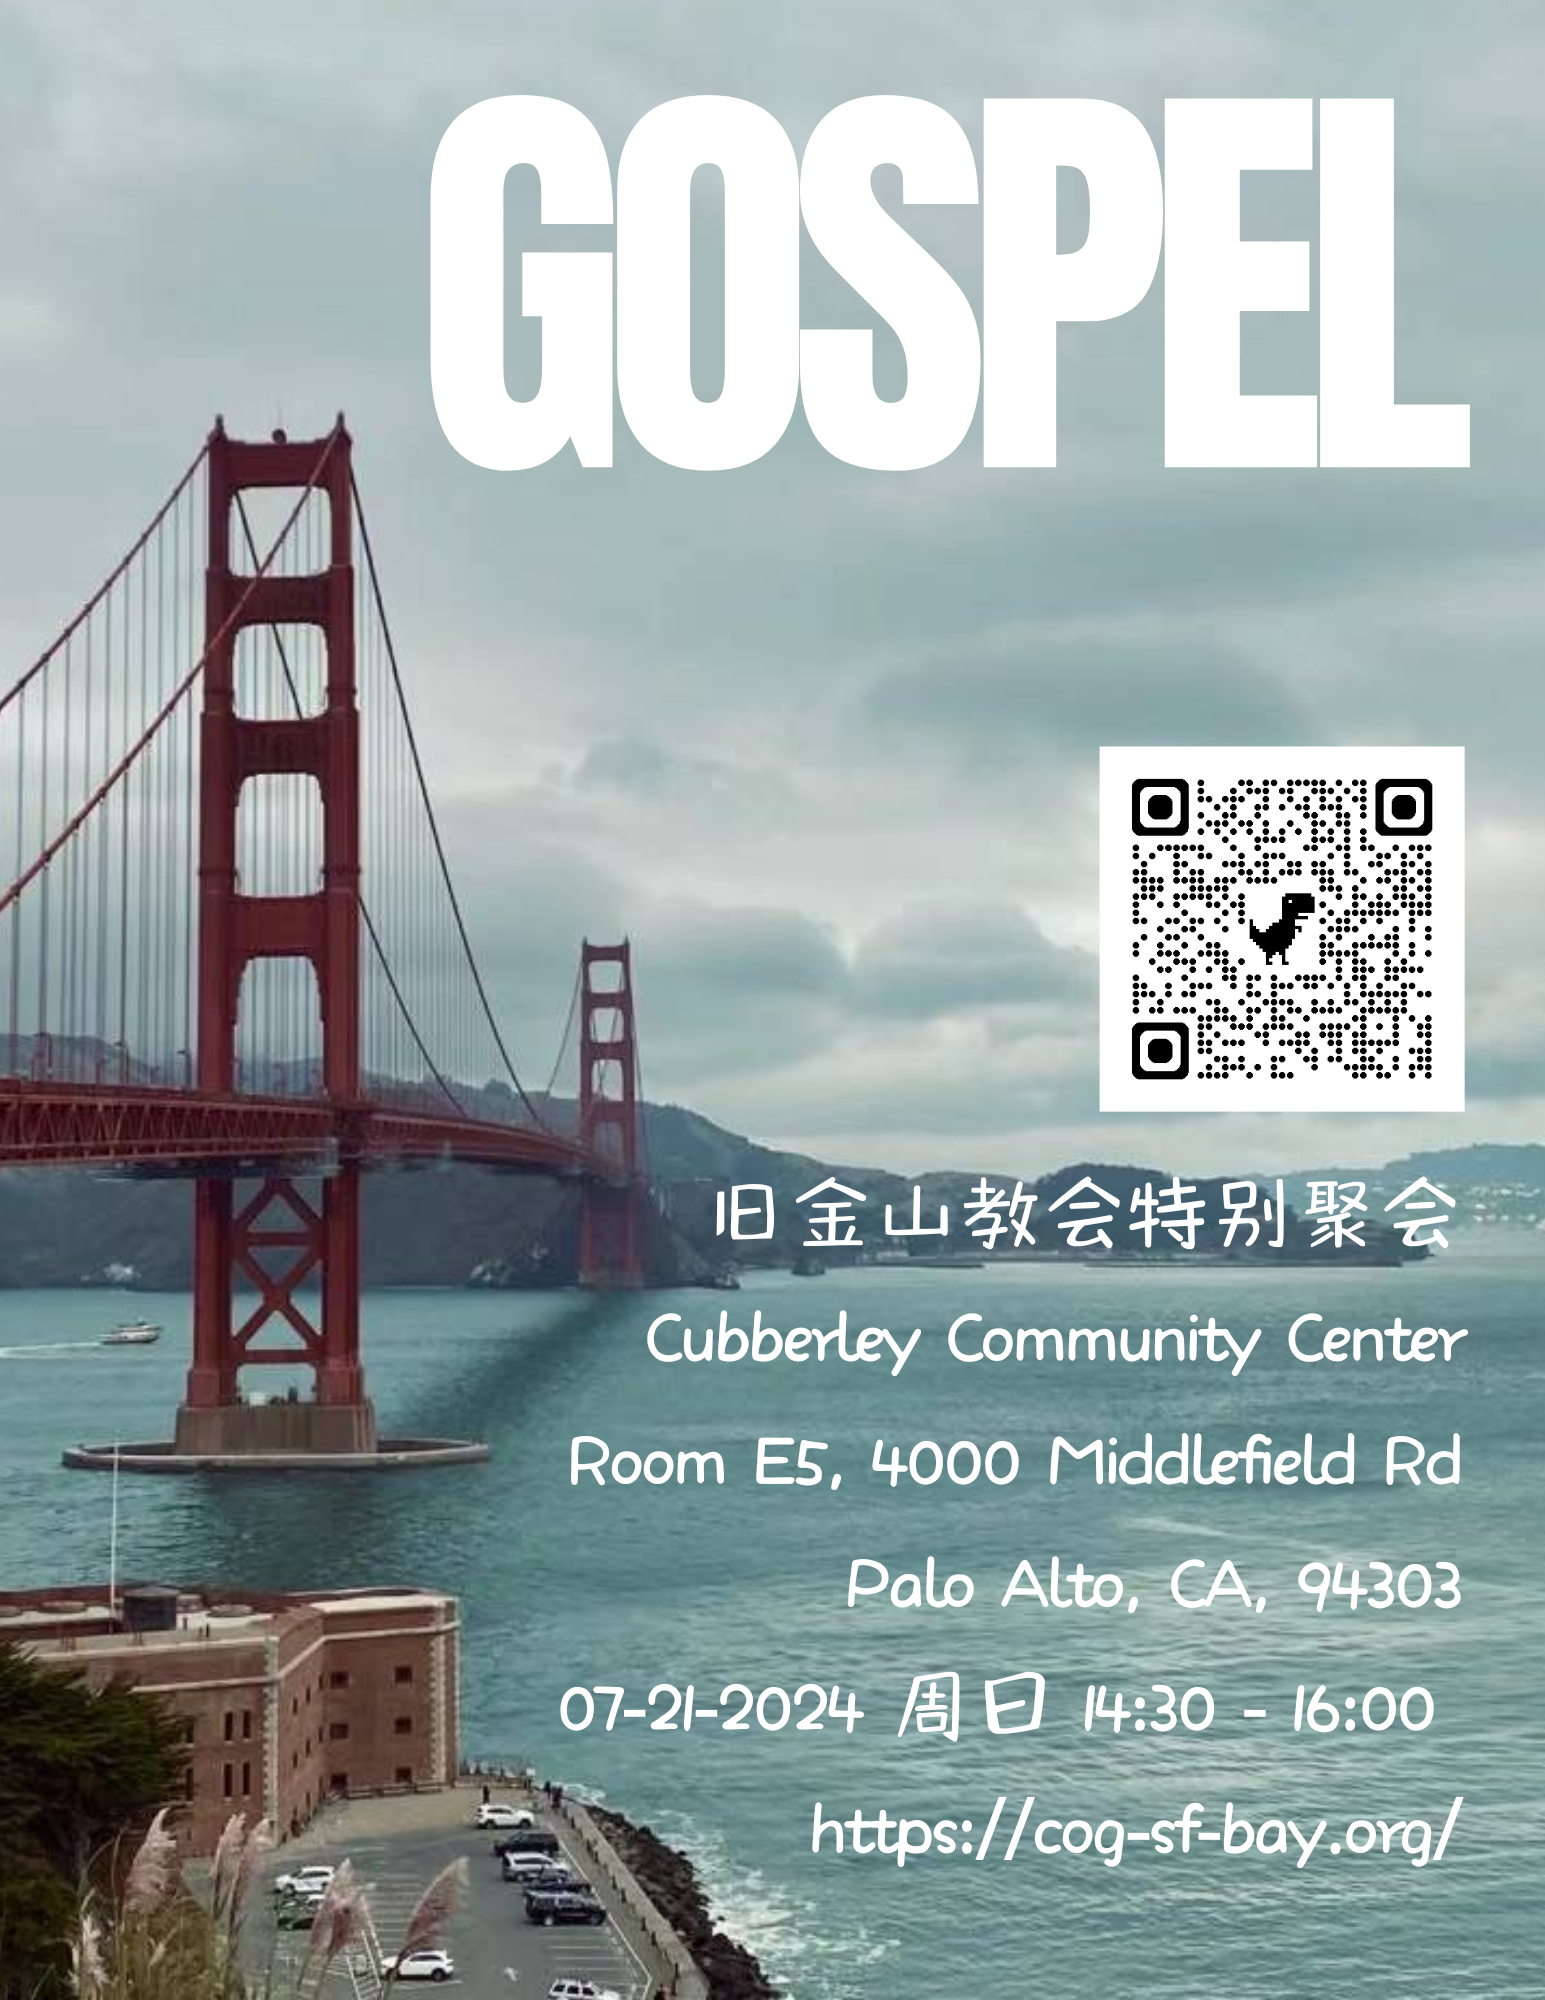 GOSPEL
旧金山教会特别聚会
Cubberley Community Center
Room E5, 4000 Middlefield Rd
Palo Alto, CA, 94303
07-21-2024 周日 14:30 - 16:00
https://cog-sf-bay.org/